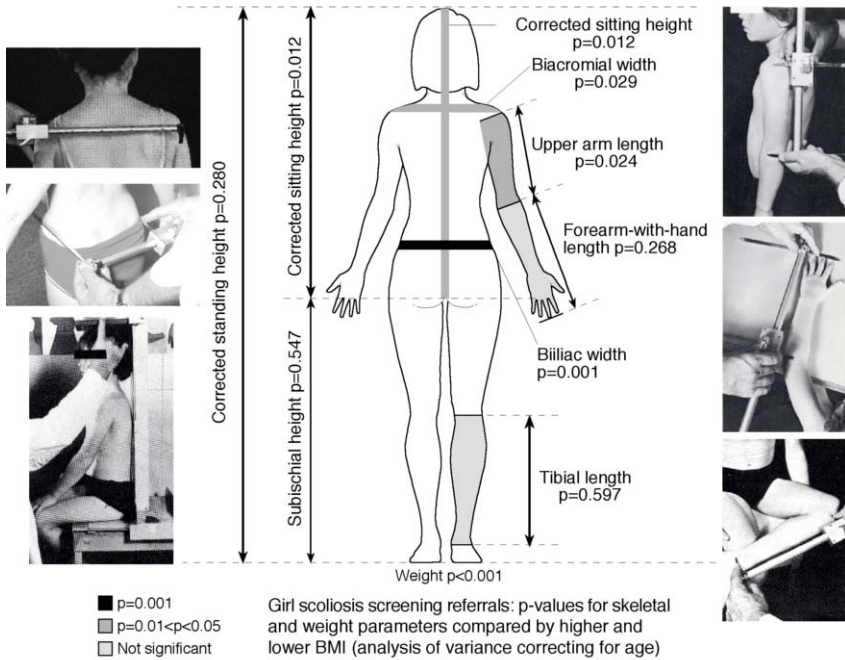 Corrected sitting height
p=0.012
Biacromial width
p=0.029
Upper arm length
p=0.024
Forearm-with-hand
length p=0.268
Corrected standing height p=0.280
Corrected sitting height p=0.012
Subischial height p=0.547
Biiliac width
p=0.001
Tibial length
p=0.597
Weight p<0.001
p=0.001
p=0.01<p<0.05
Not significant
Girl scoliosis screening referrals: p-values for skeletal
and weight parameters compared by higher and
lower BMI (analysis of variance correcting for age)